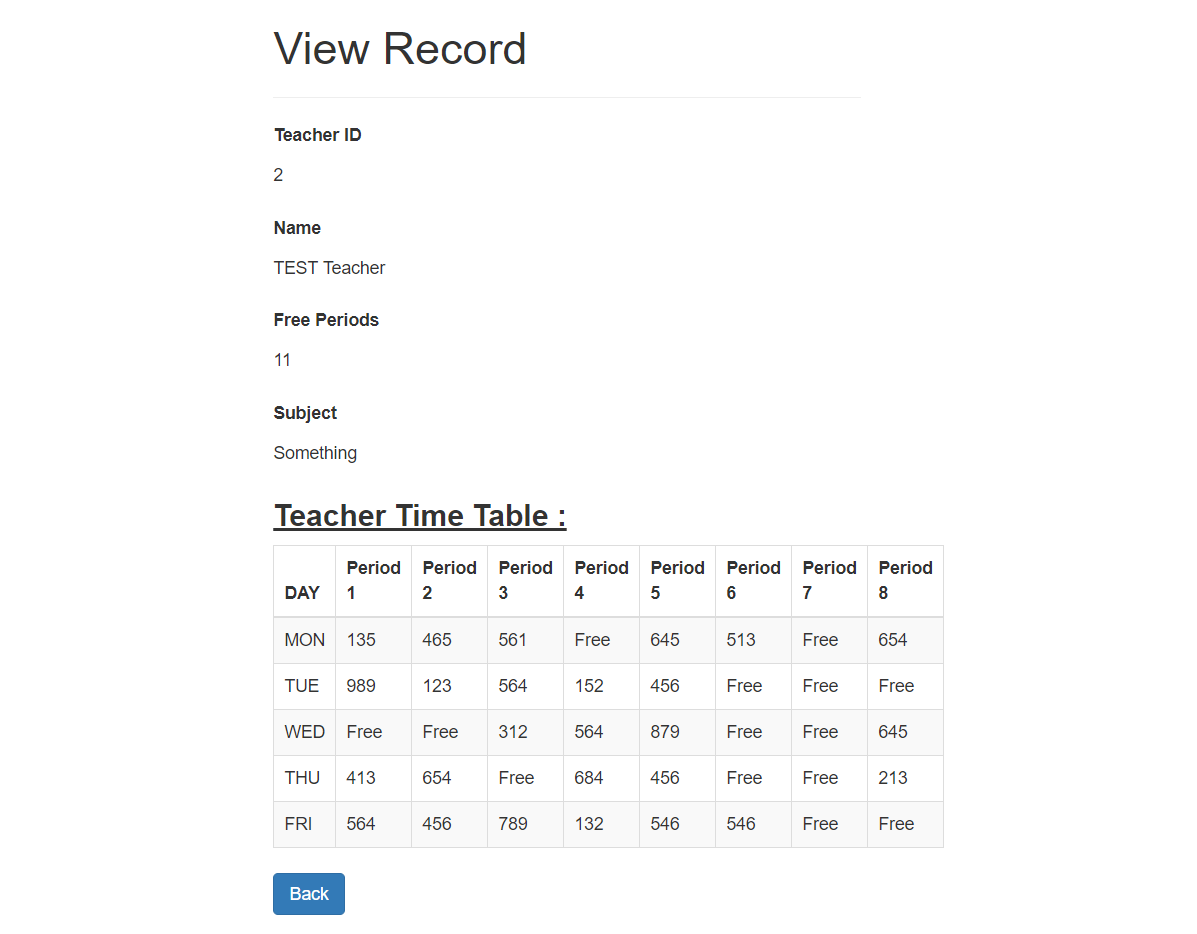 View Record
Teacher ID
2
Name
TEST Teacher
Free Periods
11
Subject
Something
Teacher Time Table :
DAY Period 1 Period 2 Period 3 Period 4 Period 5 Period 6 Period 7 Period 8
MON 135 465 561 Free 645 513 Free 654
TUE 989 123 564 152 456 Free Free Free
WED Free Free 312 564 879 Free Free 645
THU 413 654 Free 684 456 Free Free 213
FRI 564 456 789 132 546 546 Free Free
Back